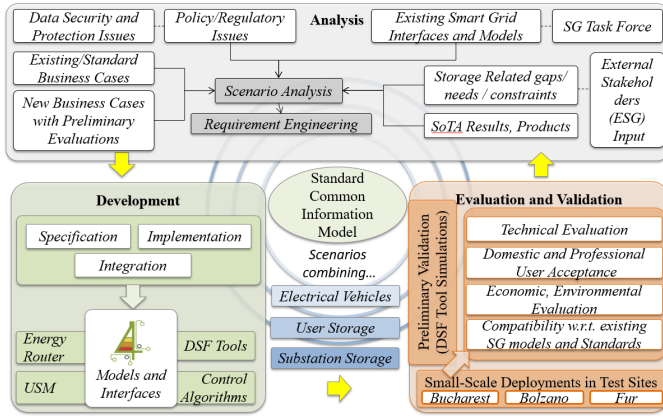 Analysis
Data Security and
Protection Issues
Policy/Regulatory
Issues
Existing Smart Grid
Interfaces and Models
SG Task Force
Existing/Standard
Business Cases
New Business Cases
with Preliminary
Evaluations
Scenario Analysis
Requirement Engineering
Storage Related gaps/
needs / constraints
SoTA Results, Products
External
Stakehol
ders
(ESG)
Input
Development
Specification
Implementation
Integration
Energy
Router
USM
4
Models and
Interfaces
DSF Tools
Control
Algorithms
Standard
Common
Information
Model
Scenarios
combining...
Electrical Vehicles
User Storage
Substation Storage
Evaluation and Validation
Preliminary Validation
(DSF Tool Simulations)
Technical Evaluation
Domestic and Professional
User Acceptance
Economic, Environmental
Evaluation
Compatibility w.r.t. existing
SG models and Standards
Small-Scale Deployments in Test Sites
Bucharest
Bolzano
Fur